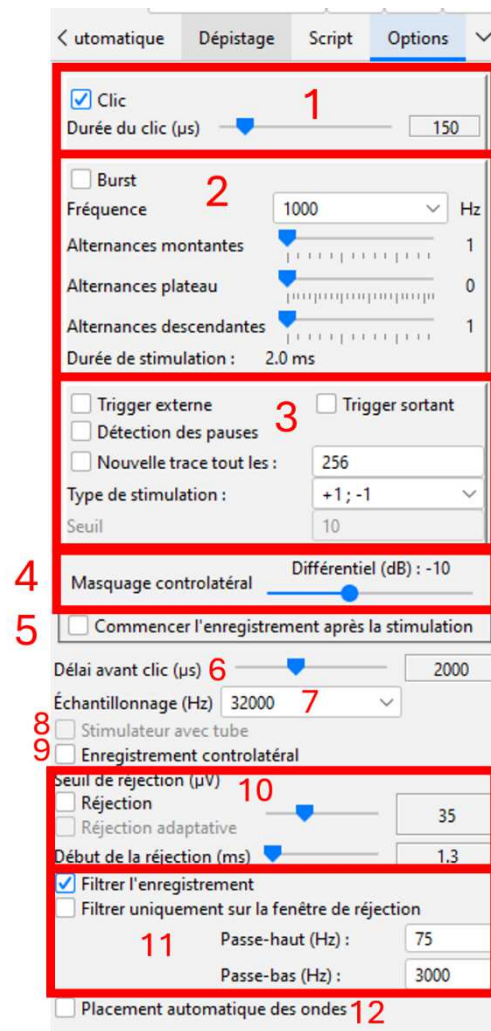 < utomatique Dépistage Script Options
Clic 1
Durée du clic (µs) 150
Burst 2
Fréquence 1000 Hz
Alternances montantes 1
Alternances plateau 0
Alternances descendantes 1
Durée de stimulation : 2.0 ms
Trigger externe 3 Trigger sortant
Détection des pauses
Nouvelle trace tout les : 256
Type de stimulation : +1 ; -1
Seuil 10
4 Masquage controlatéral Différentiel (dB) : -10
5 Commencer l'enregistrement après la stimulation
Délai avant clic (µs) 6 2000
Échantillonnage (Hz) 32000 7
8 Stimulateur avec tube
9 Enregistrement controlatéral
Seuil de réjection (µV) 10
Réjection 35
Réjection adaptative
Début de la réjection (ms) 1.3
Filtrer l'enregistrement
Filtrer uniquement sur la fenêtre de réjection
11 Passe-haut (Hz) : 75
Passe-bas (Hz) : 3000
Placement automatique des ondes 12